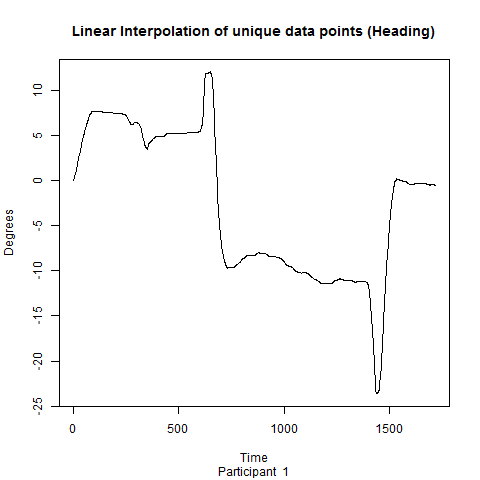 Linear Interpolation of unique data points (Heading)
Degrees
10
5
0
-5
-10
-15
-20
-25
0 500 1000 1500
Time
Participant 1